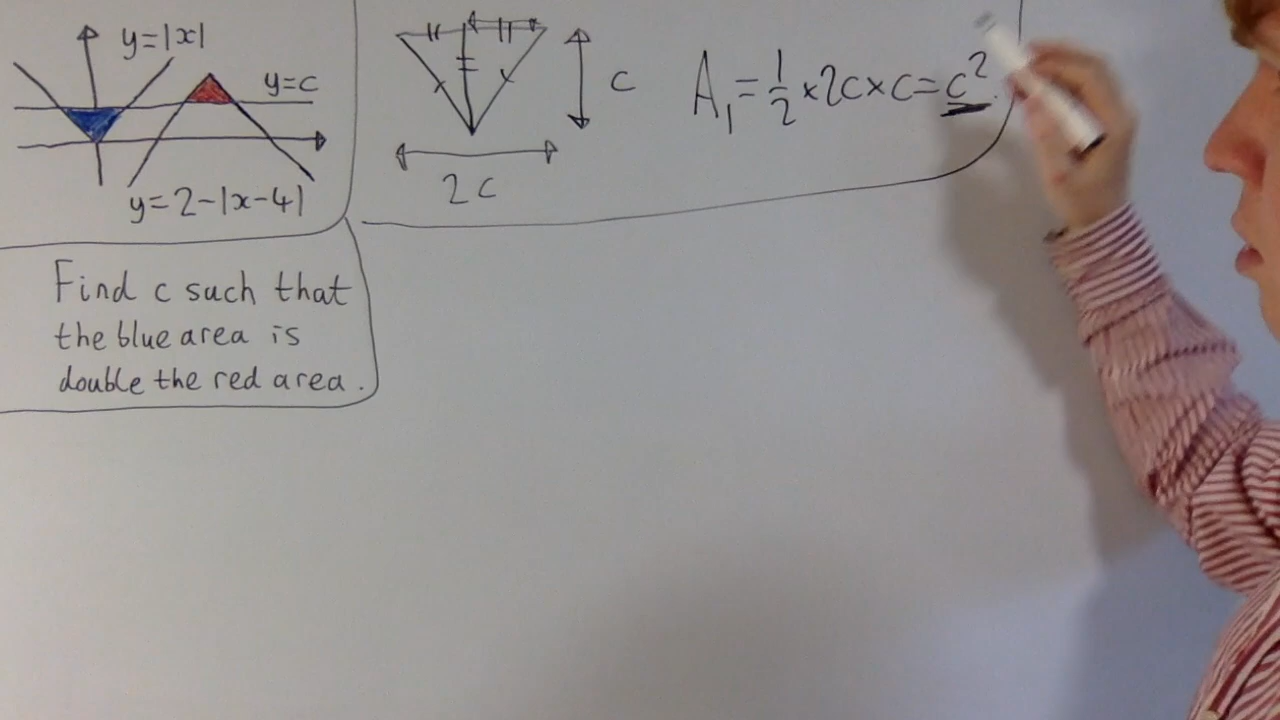 y=|x|
y=c
y=2-|x-4|
c
2c
A₁=½×2c×c=c².
Find c such that
the blue area is
double the red area.